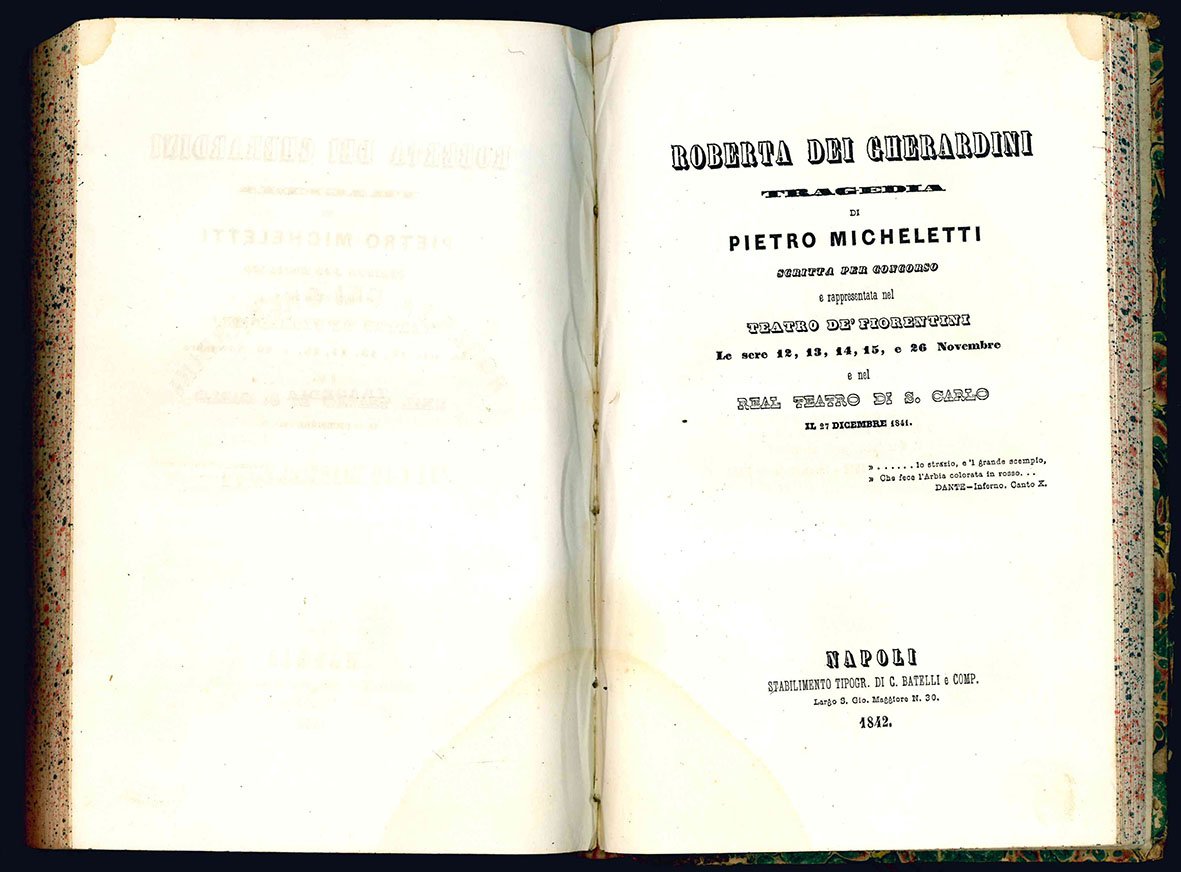 ROBERTA DEI GHERARDINI
TRAGEDIA
DI
PIETRO MICHELETTI
SCRITTA PER CONCORSO
e rappresentata nel
TEATRO DE' FIORENTINI
Le sere 12, 13, 14, 15, e 26 Novembre
e nel
REAL TEATRO DI S. CARLO
IL 27 DICEMBRE 1841.
» . . . . . . lo strazio, e 'l grande scempio,
» Che fece l'Arbia colorata in rosso. . .
DANTE—Inferno. Canto X.
NAPOLI
STABILIMENTO TIPOGR. DI C. BATELLI e COMP.
Largo S. Gio. Maggiore N. 30.
1842.